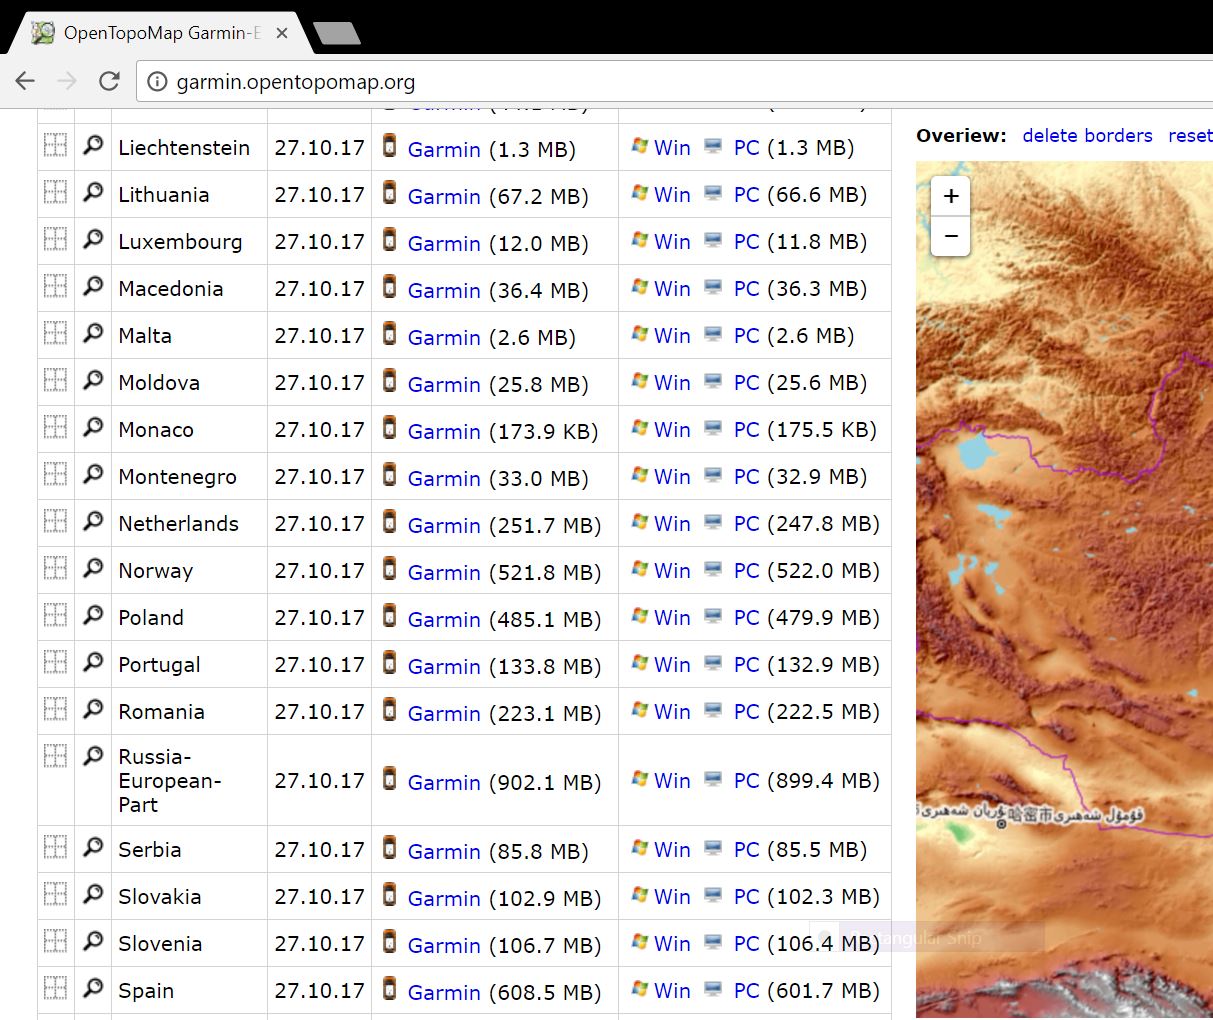 OpenTopoMap Garmin-E
garmin.opentopomap.org
Liechtenstein 27.10.17 Garmin (1.3 MB) Win PC (1.3 MB)
Lithuania 27.10.17 Garmin (67.2 MB) Win PC (66.6 MB)
Luxembourg 27.10.17 Garmin (12.0 MB) Win PC (11.8 MB)
Macedonia 27.10.17 Garmin (36.4 MB) Win PC (36.3 MB)
Malta 27.10.17 Garmin (2.6 MB) Win PC (2.6 MB)
Moldova 27.10.17 Garmin (25.8 MB) Win PC (25.6 MB)
Monaco 27.10.17 Garmin (173.9 KB) Win PC (175.5 KB)
Montenegro 27.10.17 Garmin (33.0 MB) Win PC (32.9 MB)
Netherlands 27.10.17 Garmin (251.7 MB) Win PC (247.8 MB)
Norway 27.10.17 Garmin (521.8 MB) Win PC (522.0 MB)
Poland 27.10.17 Garmin (485.1 MB) Win PC (479.9 MB)
Portugal 27.10.17 Garmin (133.8 MB) Win PC (132.9 MB)
Romania 27.10.17 Garmin (223.1 MB) Win PC (222.5 MB)
Russia-
European-
Part
27.10.17 Garmin (902.1 MB) Win PC (899.4 MB)
Serbia 27.10.17 Garmin (85.8 MB) Win PC (85.5 MB)
Slovakia 27.10.17 Garmin (102.9 MB) Win PC (102.3 MB)
Slovenia 27.10.17 Garmin (106.7 MB) Win PC (106.4 MB)
Spain 27.10.17 Garmin (608.5 MB) Win PC (601.7 MB)
Overiew: delete borders reset
+
−
哈密市 قۇمۇل شەھىرى
Rectangular Snip